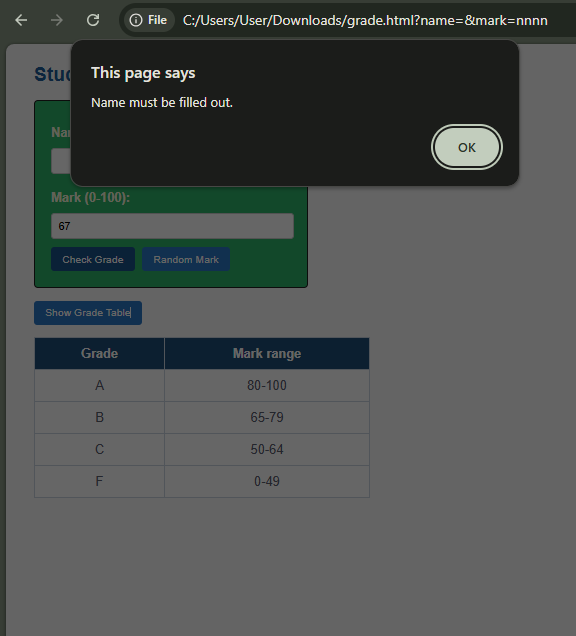 File C:/Users/User/Downloads/grade.html?name=&mark=nnnn
This page says
Name must be filled out.
OK
Mark (0-100):
67
Check Grade Random Mark
Show Grade Table
Grade Mark range
A 80-100
B 65-79
C 50-64
F 0-49